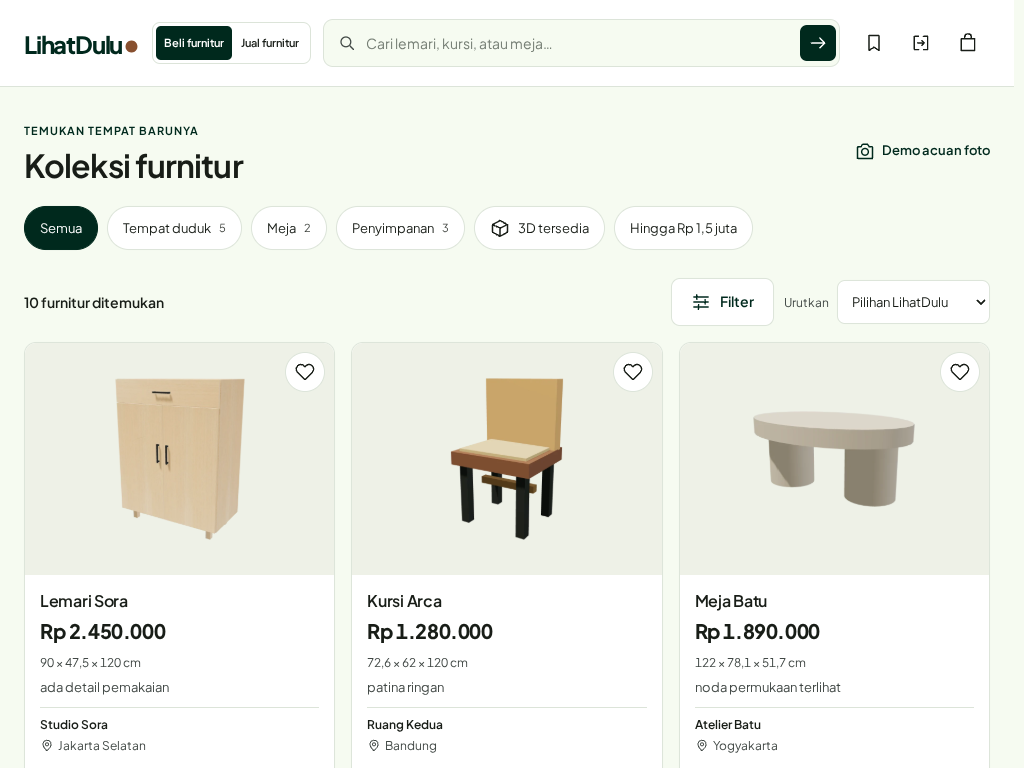 LihatDulu
Beli furnitur
Jual furnitur
Cari lemari, kursi, atau meja...
TEMUKAN TEMPAT BARUNYA
Koleksi furnitur
Demo acuan foto
Semua
Tempat duduk 5
Meja 2
Penyimpanan 3
3D tersedia
Hingga Rp 1,5 juta
10 furnitur ditemukan
Filter
Urutkan
Pilihan LihatDulu
Lemari Sora
Rp 2.450.000
90 × 47,5 × 120 cm
ada detail pemakaian
Studio Sora
Jakarta Selatan
Kursi Arca
Rp 1.280.000
72,6 × 62 × 120 cm
patina ringan
Ruang Kedua
Bandung
Meja Batu
Rp 1.890.000
122 × 78,1 × 51,7 cm
noda permukaan terlihat
Atelier Batu
Yogyakarta